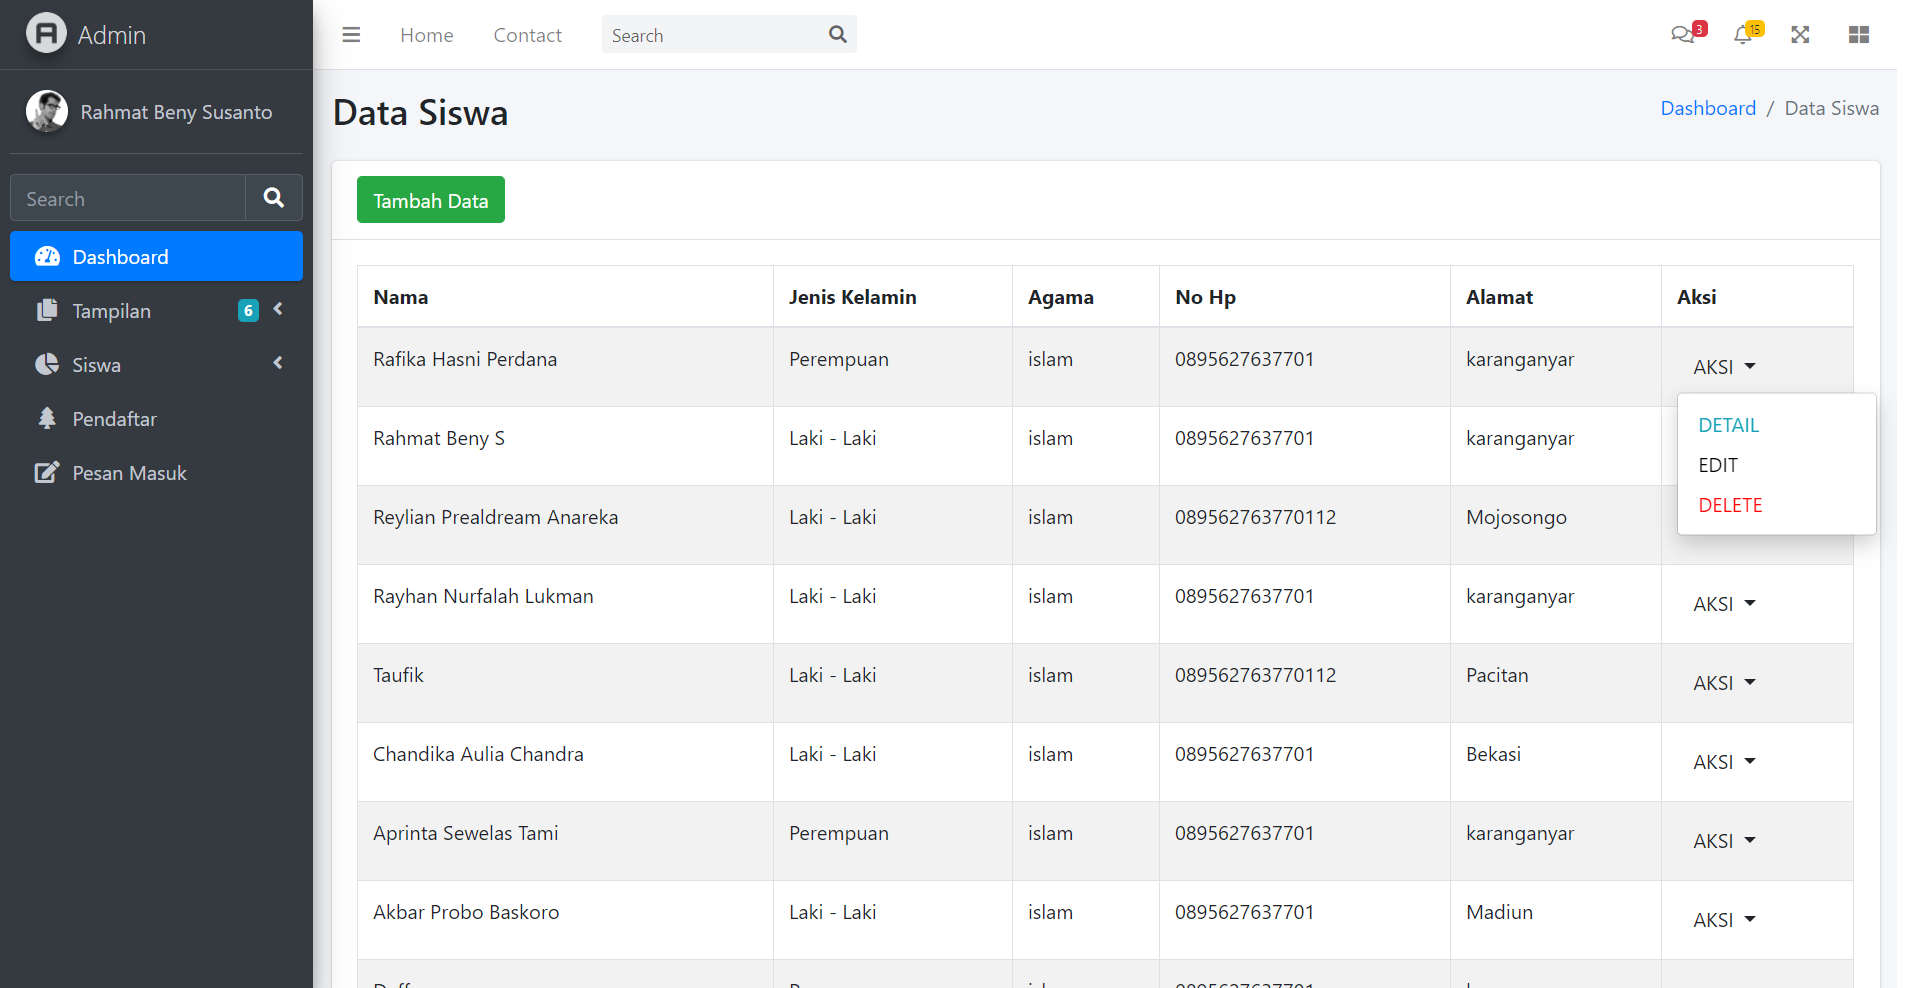 Admin
Home Contact Search 3 15
Rahmat Beny Susanto
Data Siswa
Dashboard / Data Siswa
Search
Tambah Data
Dashboard
Tampilan 6
Siswa
Pendaftar
Pesan Masuk
Nama Jenis Kelamin Agama No Hp Alamat Aksi
Rafika Hasni Perdana Perempuan islam 0895627637701 karanganyar AKSI
DETAIL
EDIT
DELETE
Rahmat Beny S Laki - Laki islam 0895627637701 karanganyar
Reylian Prealdream Anareka Laki - Laki islam 089562763770112 Mojosongo
Rayhan Nurfalah Lukman Laki - Laki islam 0895627637701 karanganyar AKSI
Taufik Laki - Laki islam 089562763770112 Pacitan AKSI
Chandika Aulia Chandra Laki - Laki islam 0895627637701 Bekasi AKSI
Aprinta Sewelas Tami Perempuan islam 0895627637701 karanganyar AKSI
Akbar Probo Baskoro Laki - Laki islam 0895627637701 Madiun AKSI